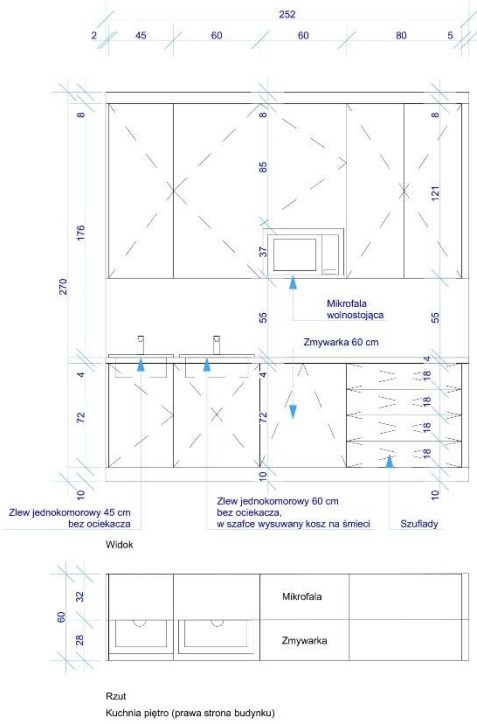 252
2 45 60 60 80 5
8 8 8
85
176 121
37
270
Mikrofala
wolnostojąca
55 55
Zmywarka 60 cm
4 4 4
18
72 72 18
18
18
10 10 10
Zlew jednokomorowy 45 cm
bez ociekacza
Zlew jednokomorowy 60 cm
bez ociekacza,
w szafce wysuwany kosz na śmieci
Szuflady
Widok
32 Mikrofala
60
28 Zmywarka
Rzut
Kuchnia piętro (prawa strona budynku)